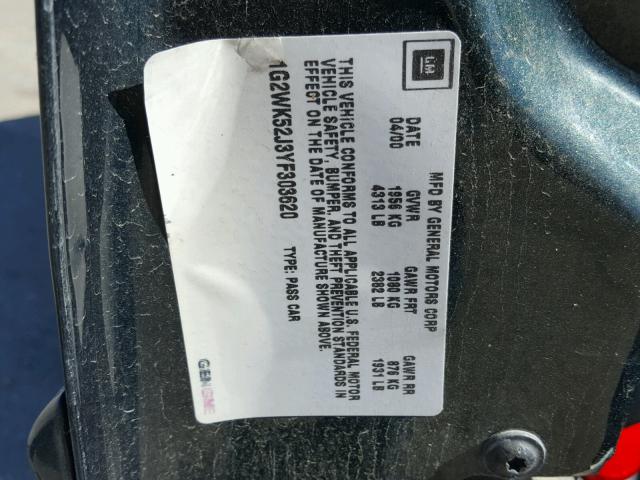 GM
MFD BY GENERAL MOTORS CORP
DATE GVWR GAWR FRT GAWR RR
04/00 1956 KG 1080 KG 876 KG
4313 LB 2382 LB 1931 LB
THIS VEHICLE CONFORMS TO ALL APPLICABLE U.S. FEDERAL MOTOR
VEHICLE SAFETY, BUMPER, AND THEFT PREVENTION STANDARDS IN
EFFECT ON THE DATE OF MANUFACTURE SHOWN ABOVE.
1G2WK52J3YF303620 TYPE: PASS CAR